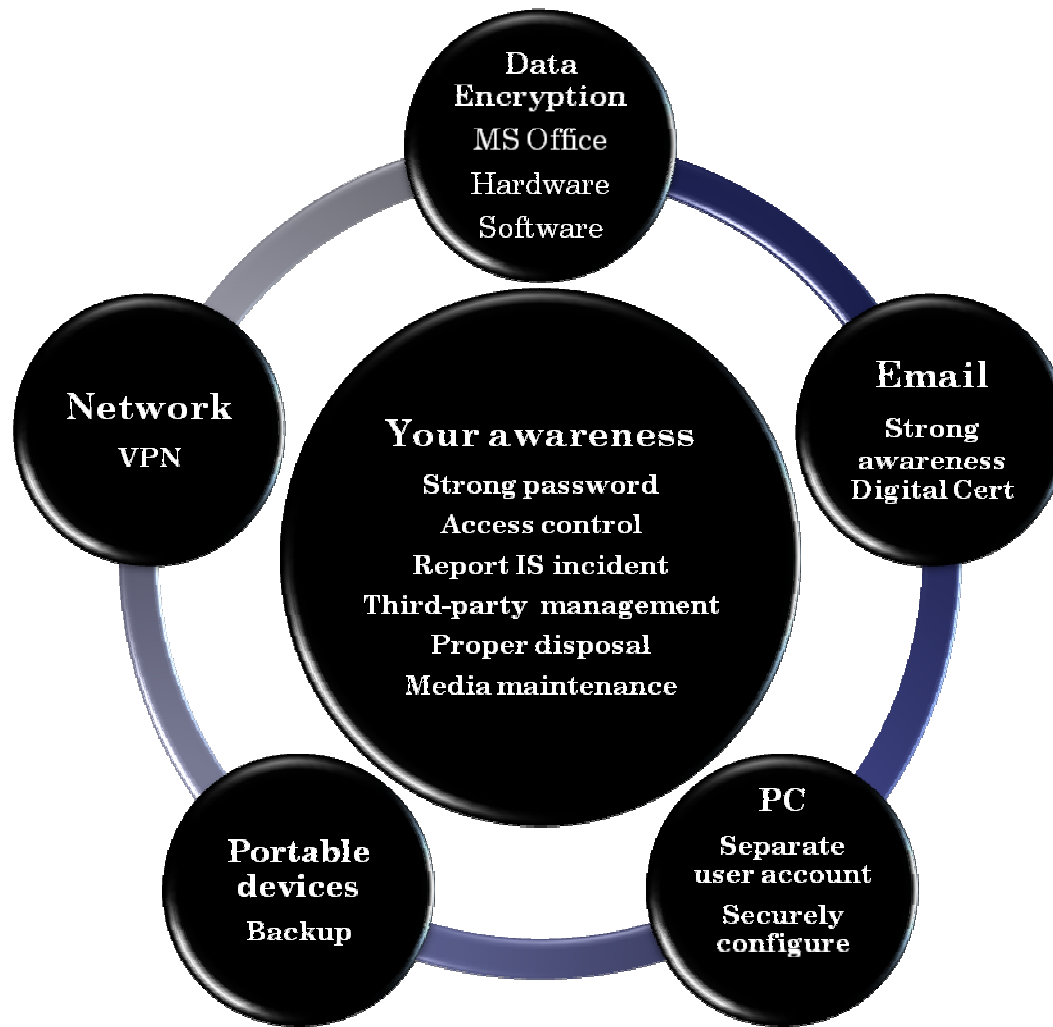 Data
Encryption
MS Office
Hardware
Software
Email
Strong
awareness
Digital Cert
Network
VPN
Your awareness
Strong password
Access control
Report IS incident
Third-party management
Proper disposal
Media maintenance
PC
Separate
user account
Securely
configure
Portable
devices
Backup